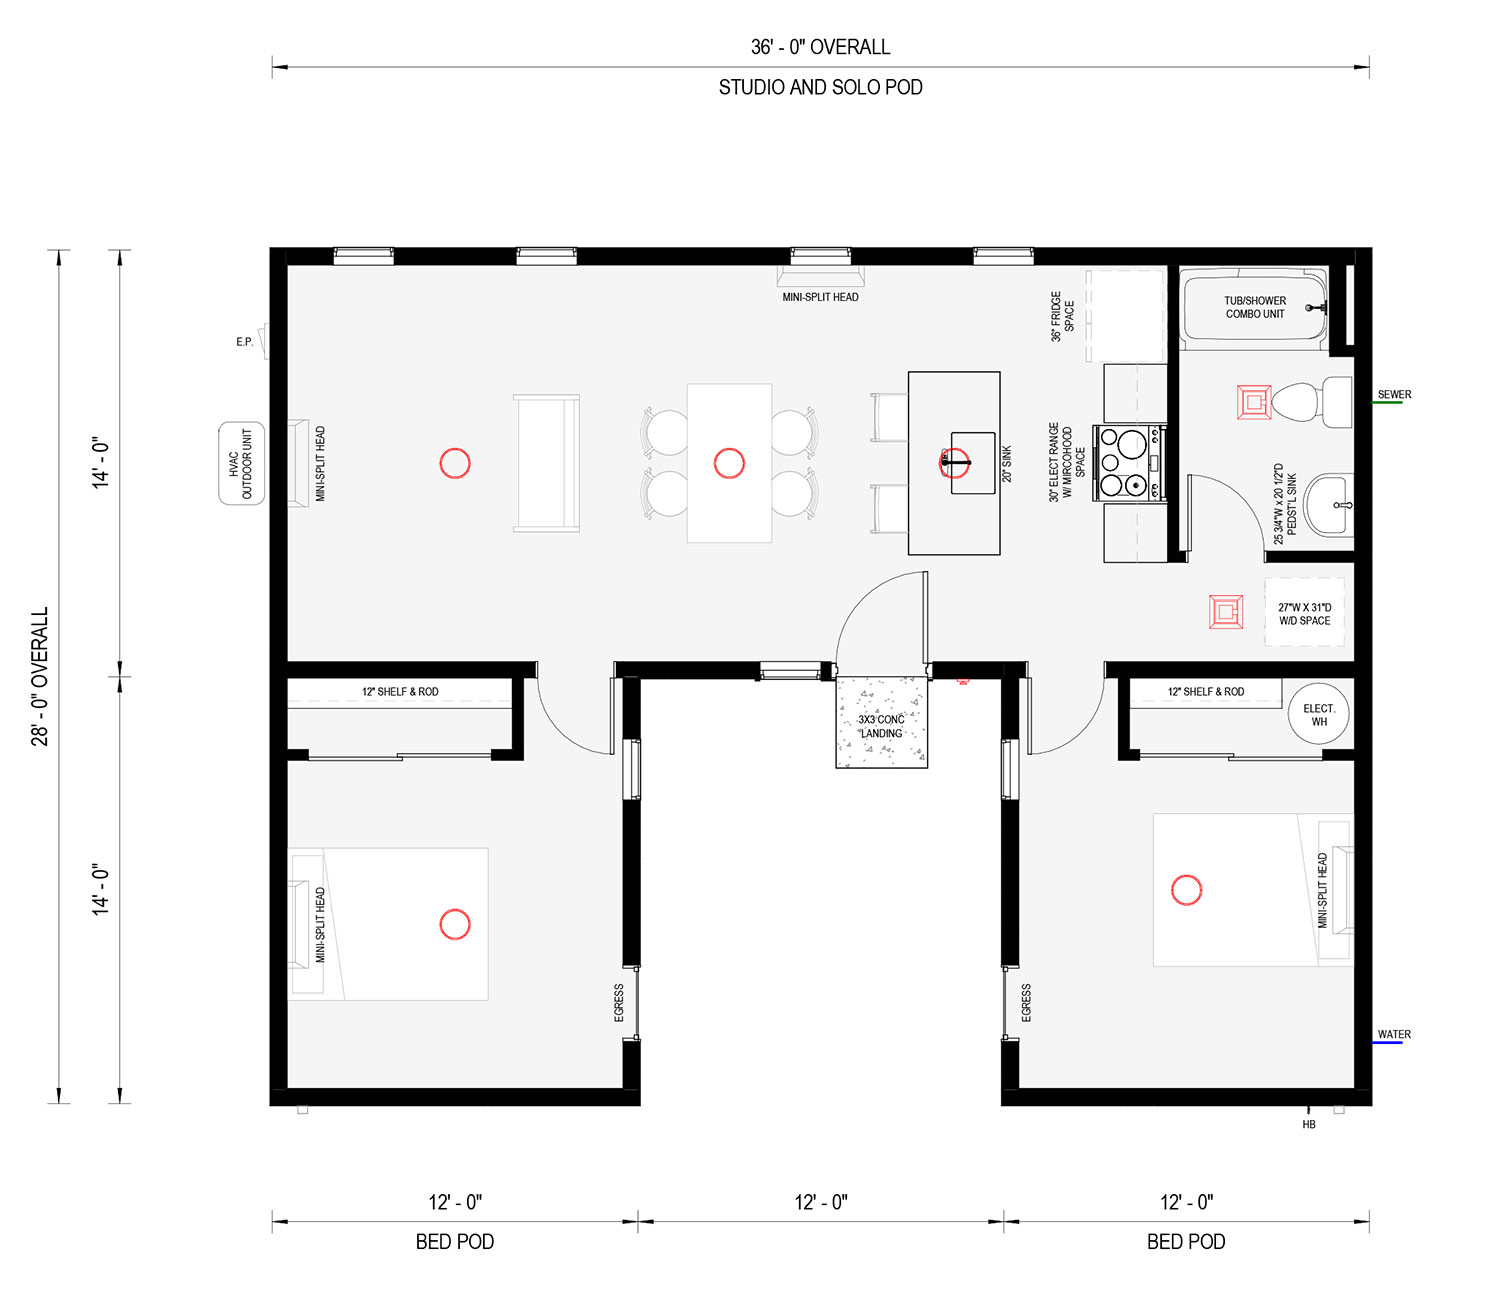 36' - 0" OVERALL
STUDIO AND SOLO POD
MINI-SPLIT HEAD
36" FRIDGE
SPACE
TUB/SHOWER
COMBO UNIT
E.P.
SEWER
HVAC
OUTDOOR UNIT
MINI-SPLIT HEAD
20" SINK
30" ELECT RANGE
W/ MIRCOHOOD
SPACE
25 3/4"W x 20 1/2"D
PEDST'L SINK
14' - 0"
28' - 0" OVERALL
27"W X 31"D
W/D SPACE
12" SHELF & ROD
3X3 CONC
LANDING
12" SHELF & ROD
ELECT.
WH
14' - 0"
MINI-SPLIT HEAD
MINI-SPLIT HEAD
EGRESS
EGRESS
WATER
HB
12' - 0"
12' - 0"
12' - 0"
BED POD
BED POD